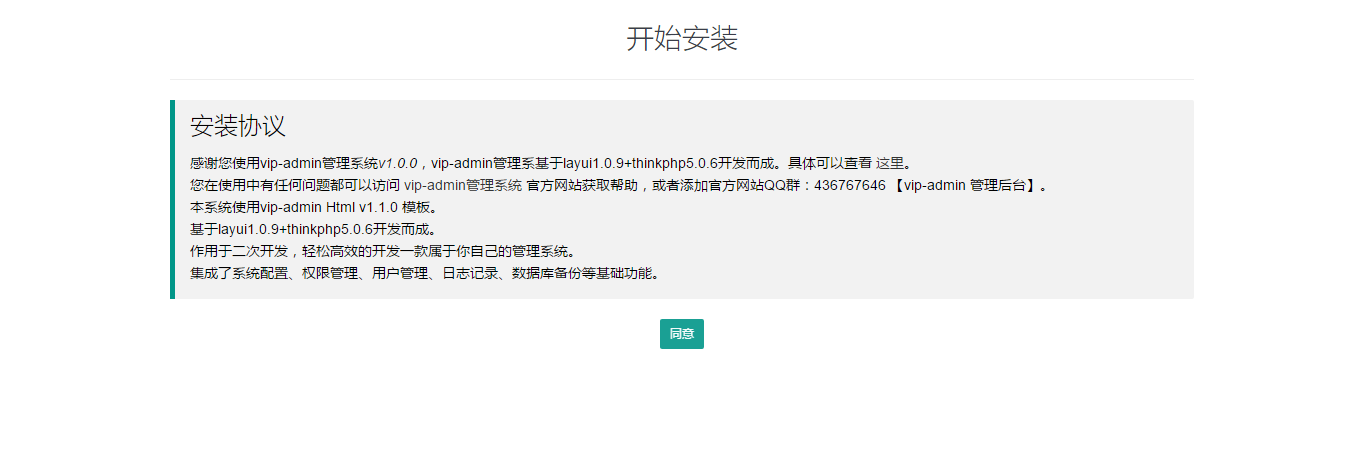 开始安装
安装协议
感谢您使用vip-admin管理系统v1.0.0，vip-admin管理系基于layui1.0.9+thinkphp5.0.6开发而成。具体可以查看 这里。
您在使用中有任何问题都可以访问 vip-admin管理系统 官方网站获取帮助，或者添加官方网站QQ群：436767646 【vip-admin 管理后台】。
本系统使用vip-admin Html v1.1.0 模板。
基于layui1.0.9+thinkphp5.0.6开发而成。
作用于二次开发，轻松高效的开发一款属于你自己的管理系统。
集成了系统配置、权限管理、用户管理、日志记录、数据库备份等基础功能。
同意